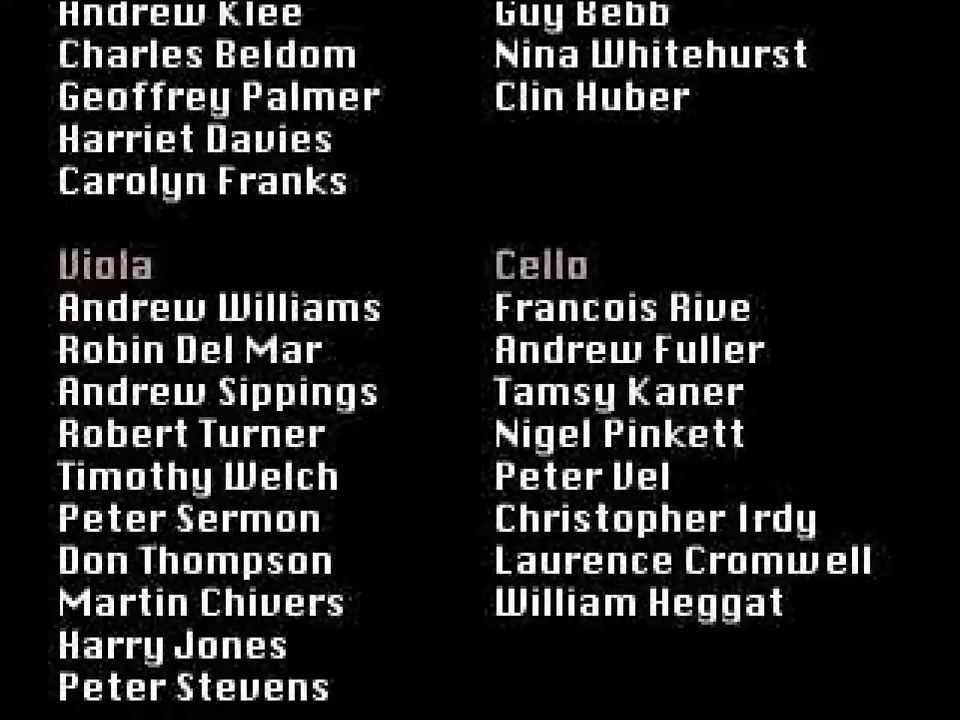 Andrew Klee
Charles Beldom
Geoffrey Palmer
Harriet Davies
Carolyn Franks
Guy Bebb
Nina Whitehurst
Clin Huber
Viola
Andrew Williams
Robin Del Mar
Andrew Sippings
Robert Turner
Timothy Welch
Peter Sermon
Don Thompson
Martin Chivers
Harry Jones
Peter Stevens
Cello
Francois Rive
Andrew Fuller
Tamsy Kaner
Nigel Pinkett
Peter Vel
Christopher Irdy
Laurence Cromwell
William Heggat